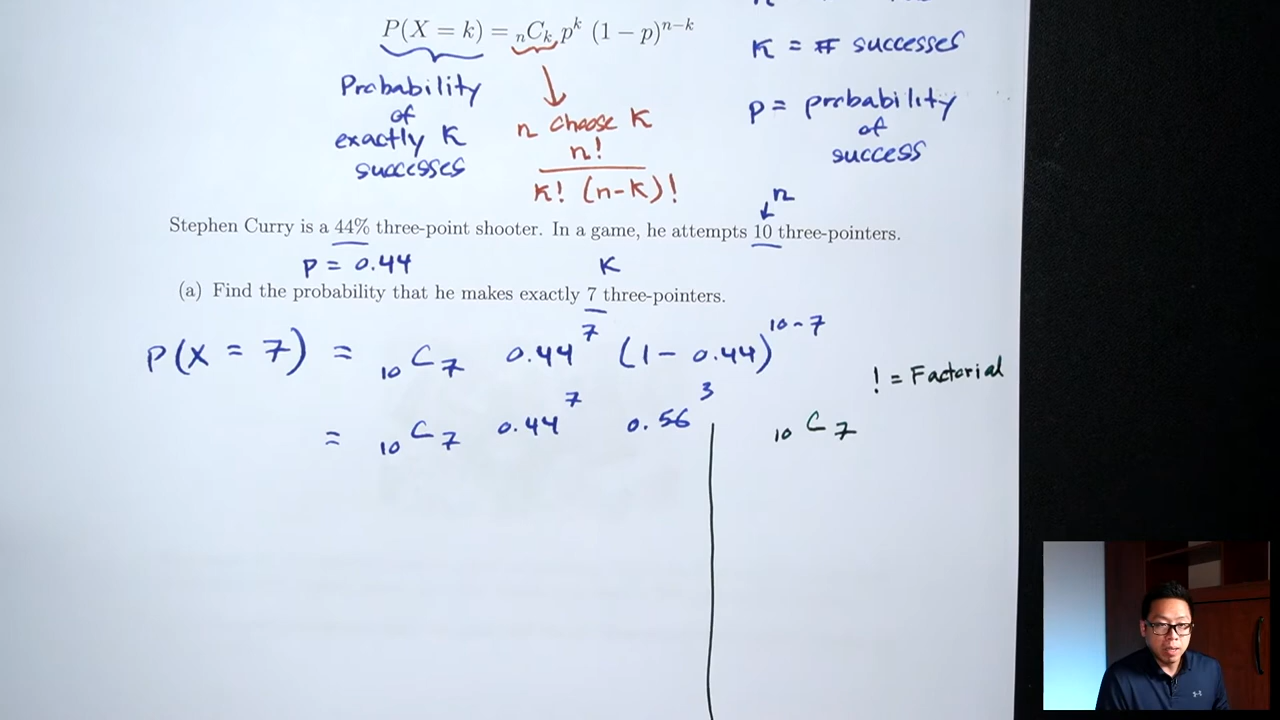 P(X = k) = nCk p^k (1 − p)^(n−k)
K = # successes
Probability of exactly K successes
n choose K
n!
K! (n-K)!
p = probability of success
n
Stephen Curry is a 44% three-point shooter. In a game, he attempts 10 three-pointers.
P = 0.44
K
(a) Find the probability that he makes exactly 7 three-pointers.
P(X = 7) = 10C7 0.44^7 (1 - 0.44)^(10-7)
! = Factorial
= 10C7 0.44^7 0.56^3
10C7